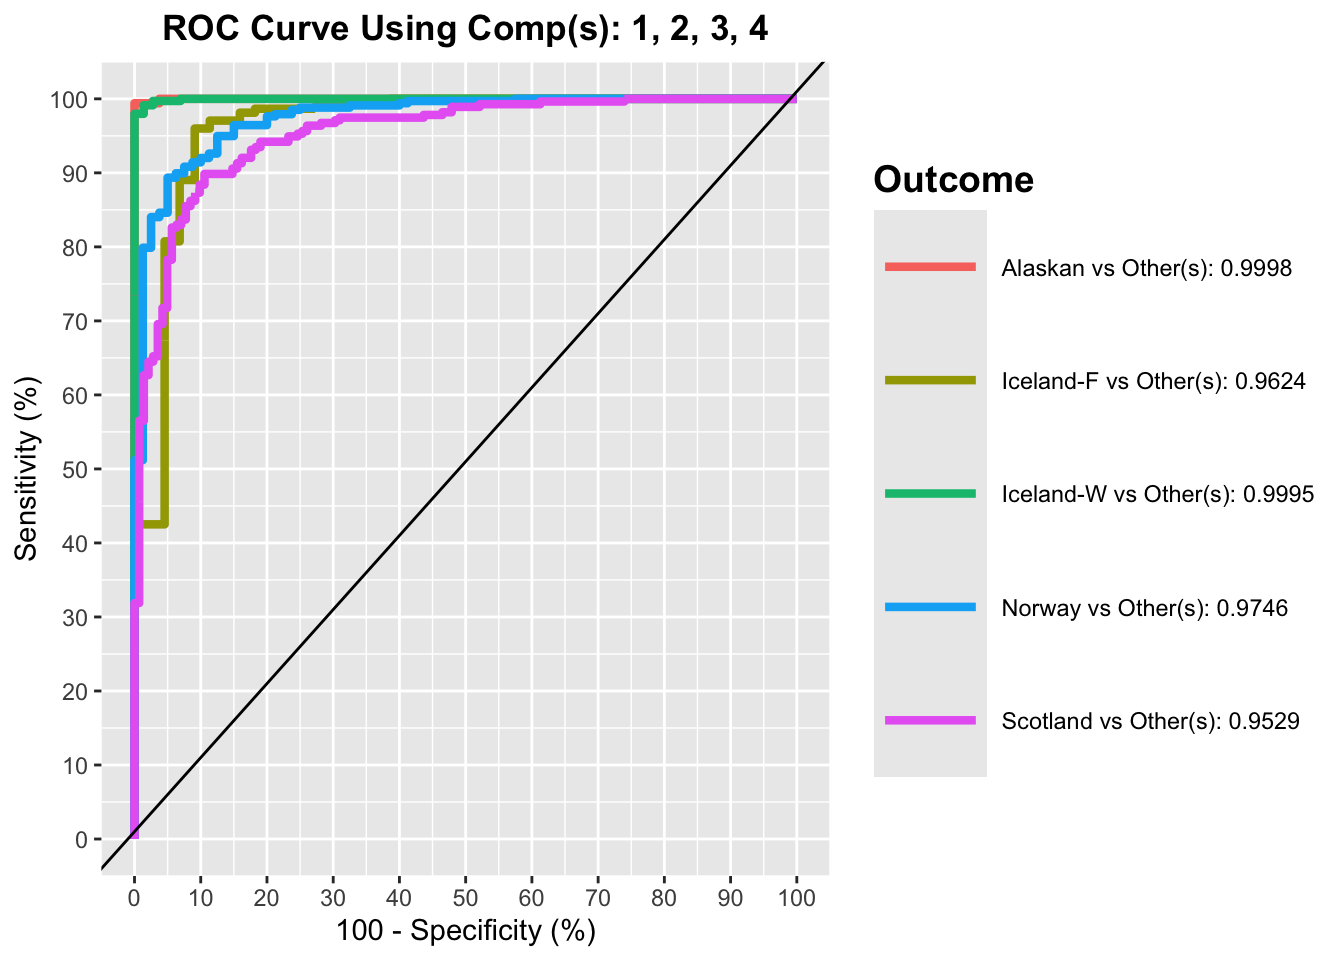 ROC Curve Using Comp(s): 1, 2, 3, 4
100
90
80
70
60
50
40
30
20
10
0
Sensitivity (%)
0 10 20 30 40 50 60 70 80 90 100
100 - Specificity (%)
Outcome
Alaskan vs Other(s): 0.9998
Iceland-F vs Other(s): 0.9624
Iceland-W vs Other(s): 0.9995
Norway vs Other(s): 0.9746
Scotland vs Other(s): 0.9529